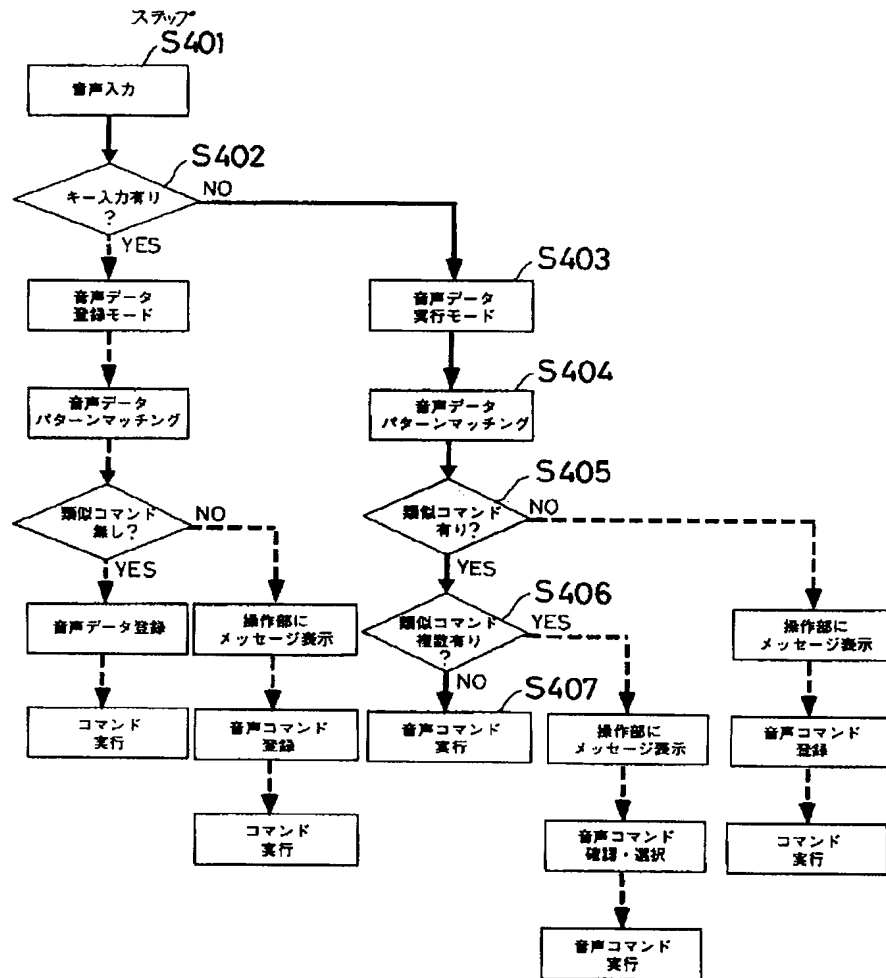 ステップ
S401
音声入力
S402
キー入力有り
?
NO
YES
S403
音声データ
登録モード
音声データ
実行モード
S404
音声データ
パターンマッチング
音声データ
パターンマッチング
S405
類似コマンド
無し?
NO
YES
類似コマンド
有り?
NO
YES
S406
音声データ登録
操作部に
メッセージ表示
類似コマンド
複数有り
?
YES
NO
操作部に
メッセージ表示
S407
コマンド
実行
音声コマンド
登録
音声コマンド
実行
操作部に
メッセージ表示
音声コマンド
登録
コマンド
実行
音声コマンド
確認・選択
コマンド
実行
音声コマンド
実行